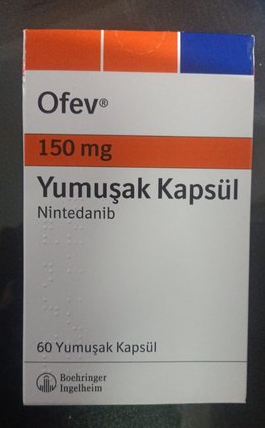 Ofev®
150 mg
Yumuşak Kapsül
Nintedanib
60 Yumuşak Kapsül
Boehringer
Ingelheim